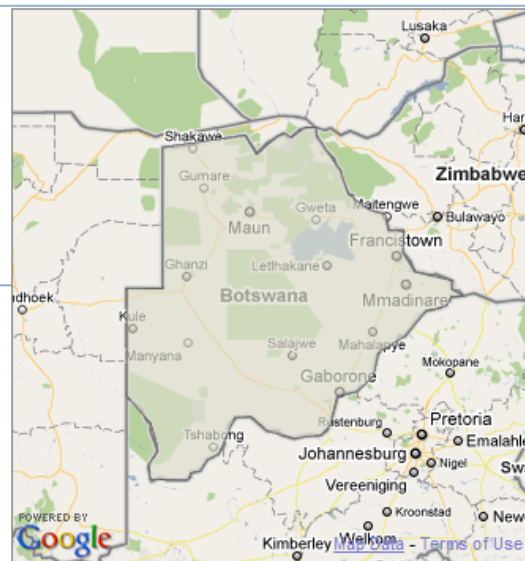 Lusaka
Shakawe
Gumare
Zimbabwe
Maitengwe
Gweta
Bulawayo
Maun
Francistown
Ghanzi
Letlhakane
Botswana
Mmadinare
Kule
Manyana
Salajwe
Mahalapye
Mokopane
Gaborone
Rustenburg
Pretoria
Tshabong
Johannesburg
Emalahle
Nigel
Vereeniging
Kroonstad
POWERED BY
Google
Welkom
Kimberley
Map Data - Terms of Use